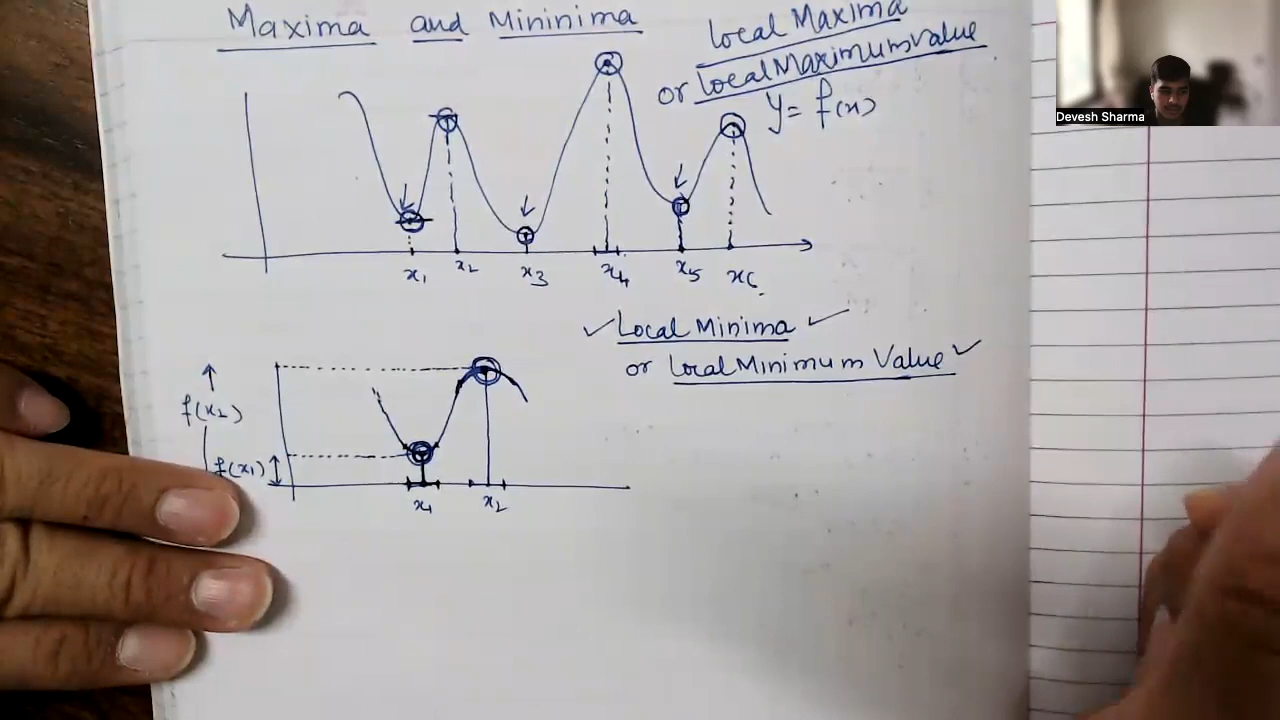 Maxima and Mininima
Local Maxima
or Local Maximum Value
y = f(x)
Devesh Sharma
x1 x2 x3 x4 x5 x6
Local Minima
or Local Minimum Value
f(x2)
f(x1)
x1 x2